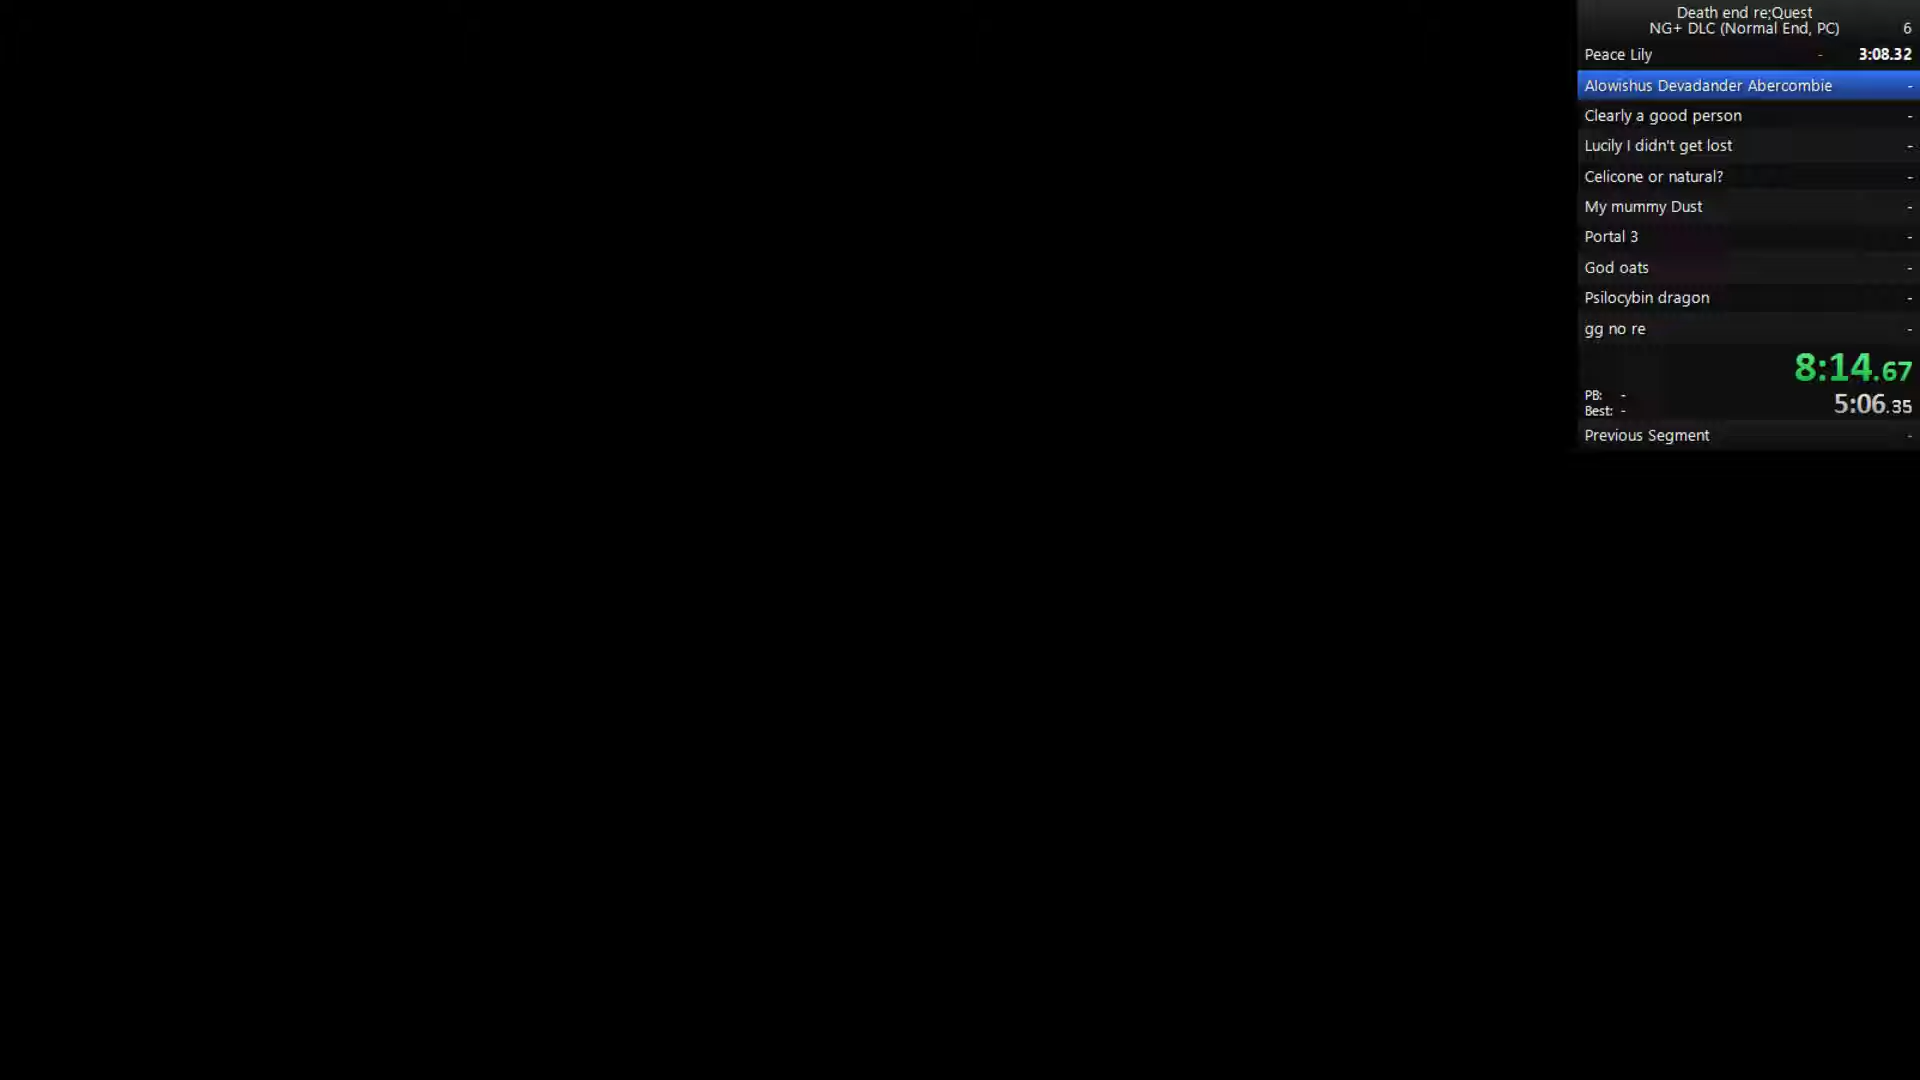 Death end re;Quest
NG+ DLC (Normal End, PC) 6
Peace Lily - 3:08.32
Alowishus Devadander Abercombie -
Clearly a good person -
Lucily I didn't get lost -
Celicone or natural? -
My mummy Dust -
Portal 3 -
God oats -
Psilocybin dragon -
gg no re -
8:14.67
PB: -
Best: - 5:06.35
Previous Segment -